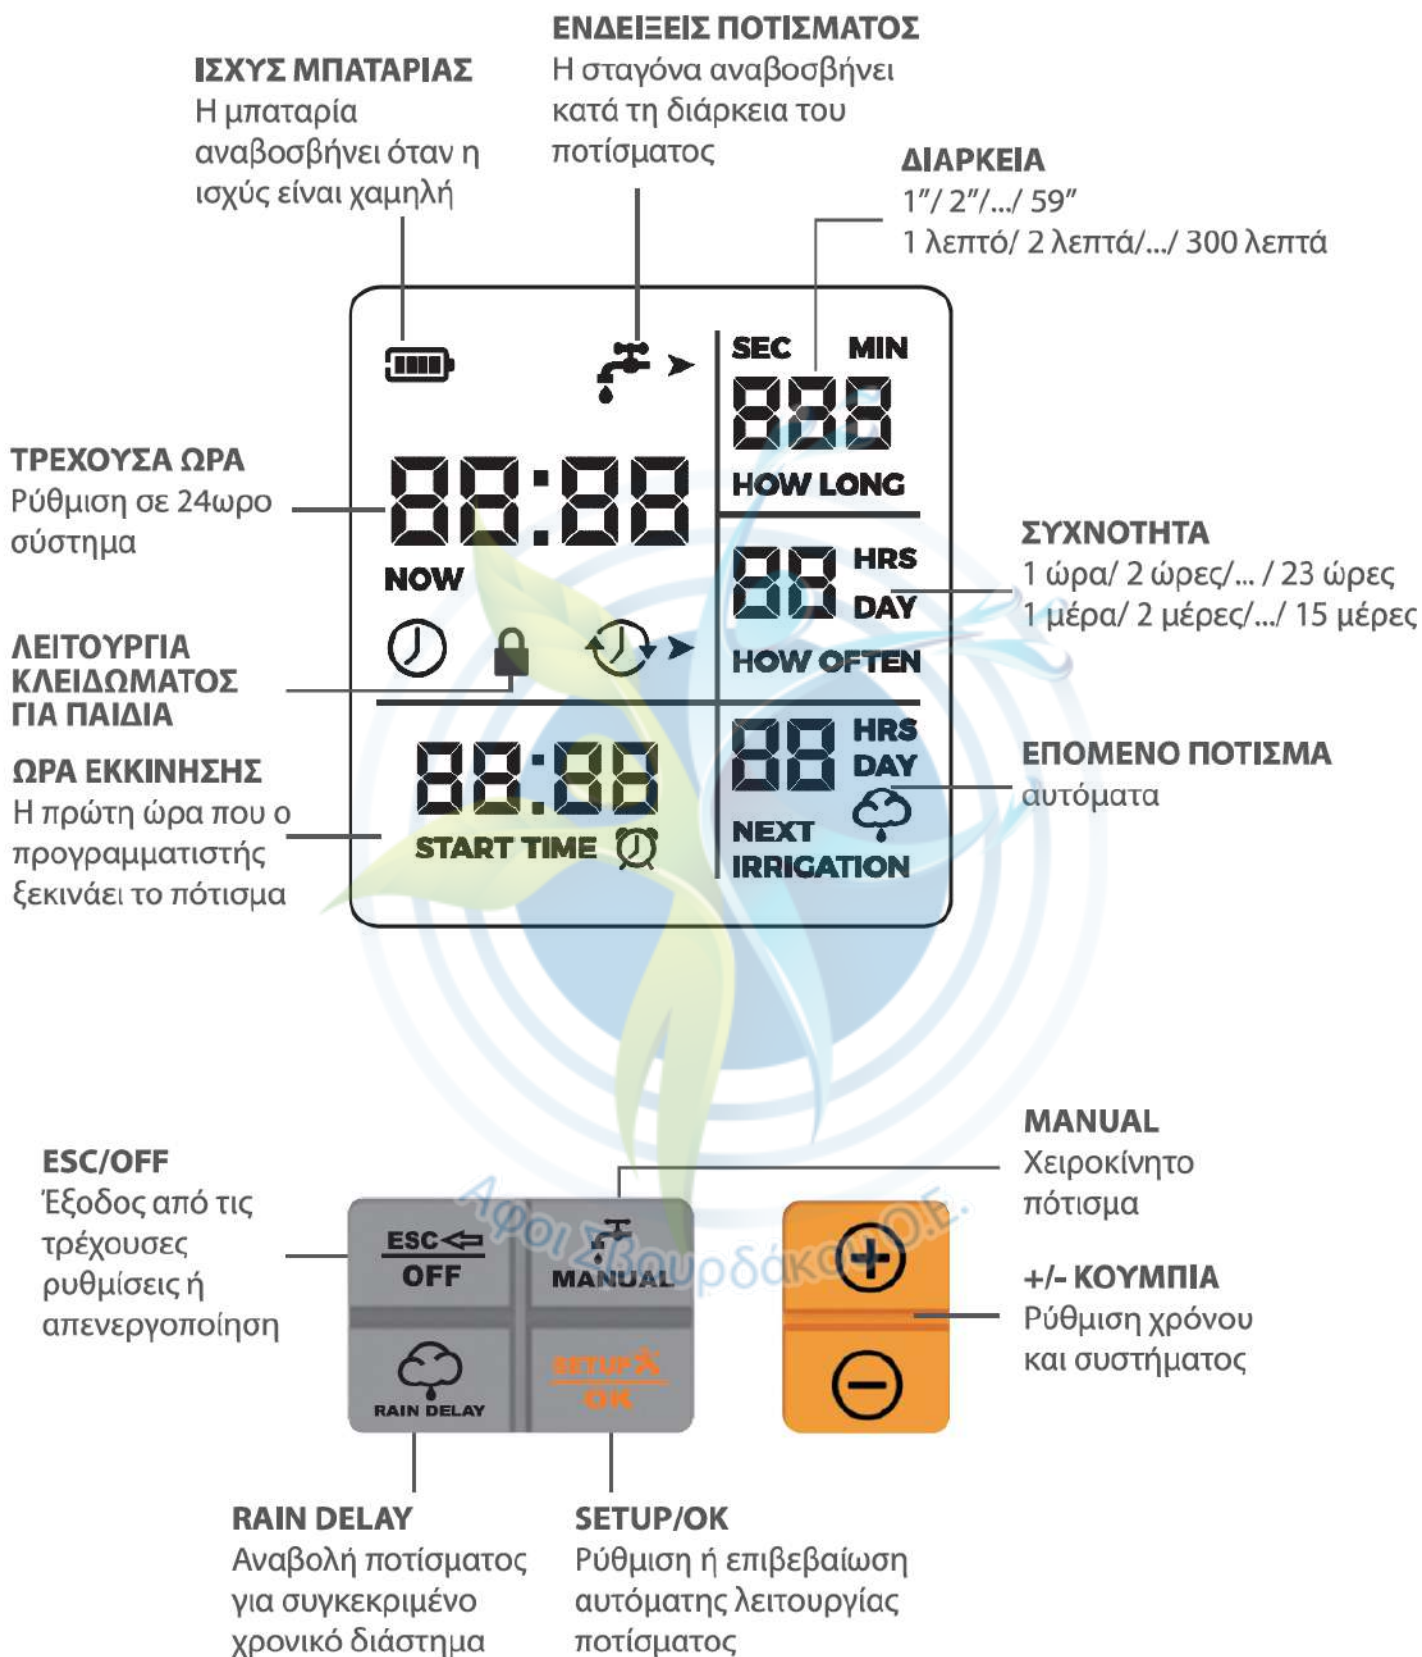 ΕΝΔΕΙΞΕΙΣ ΠΟΤΙΣΜΑΤΟΣ
Η σταγόνα αναβοσβήνει
κατά τη διάρκεια του
ποτίσματος
ΙΣΧΥΣ ΜΠΑΤΑΡΙΑΣ
Η μπαταρία
αναβοσβήνει όταν η
ισχύς είναι χαμηλή
ΔΙΑΡΚΕΙΑ
1″/ 2″/.../ 59″
1 λεπτό/ 2 λεπτά/.../ 300 λεπτά
SEC MIN
888
HOW LONG
ΤΡΕΧΟΥΣΑ ΩΡΑ
Ρύθμιση σε 24ωρο
σύστημα
88:88
NOW
88 HRS
DAY
HOW OFTEN
ΣΥΧΝΟΤΗΤΑ
1 ώρα/ 2 ώρες/... / 23 ώρες
1 μέρα/ 2 μέρες/.../ 15 μέρες
ΛΕΙΤΟΥΡΓΙΑ
ΚΛΕΙΔΩΜΑΤΟΣ
ΓΙΑ ΠΑΙΔΙΑ
ΩΡΑ ΕΚΚΙΝΗΣΗΣ
Η πρώτη ώρα που ο
προγραμματιστής
ξεκινάει το πότισμα
88:88
START TIME
88 HRS
DAY
NEXT
IRRIGATION
ΕΠΟΜΕΝΟ ΠΟΤΙΣΜΑ
αυτόματα
MANUAL
Χειροκίνητο
πότισμα
ESC/OFF
Έξοδος από τις
τρέχουσες
ρυθμίσεις ή
απενεργοποίηση
ESC
OFF
MANUAL
RAIN DELAY
SETUP
OK
Αφοι Σβουρδάκου Ο.Ε.
+/- ΚΟΥΜΠΙΑ
Ρύθμιση χρόνου
και συστήματος
RAIN DELAY
Αναβολή ποτίσματος
για συγκεκριμένο
χρονικό διάστημα
SETUP/OK
Ρύθμιση ή επιβεβαίωση
αυτόματης λειτουργίας
ποτίσματος